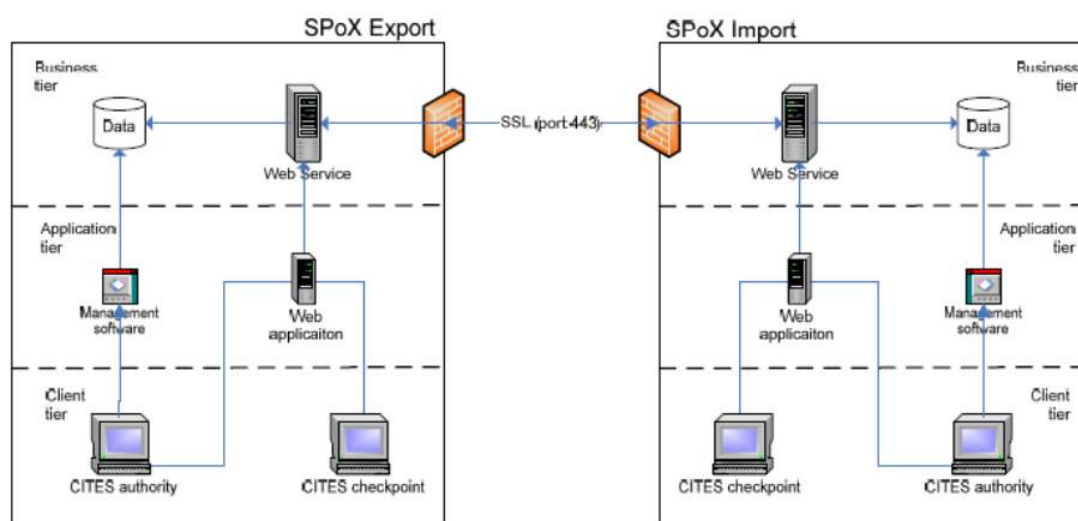 SPoX Export
SPoX Import
Business
tier
Data
Web Service
SSL (port 443)
Web Service
Data
Business
tier
Application
tier
Management
software
Web
applicaiton
Web
applicaiton
Management
software
Application
tier
Client
tier
CITES authority
CITES checkpoint
CITES checkpoint
CITES authority
Client
tier